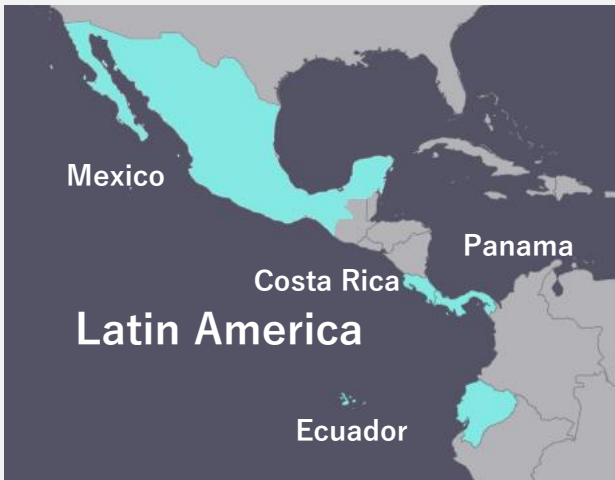 Mexico
Panama
Costa Rica
Latin America
Ecuador